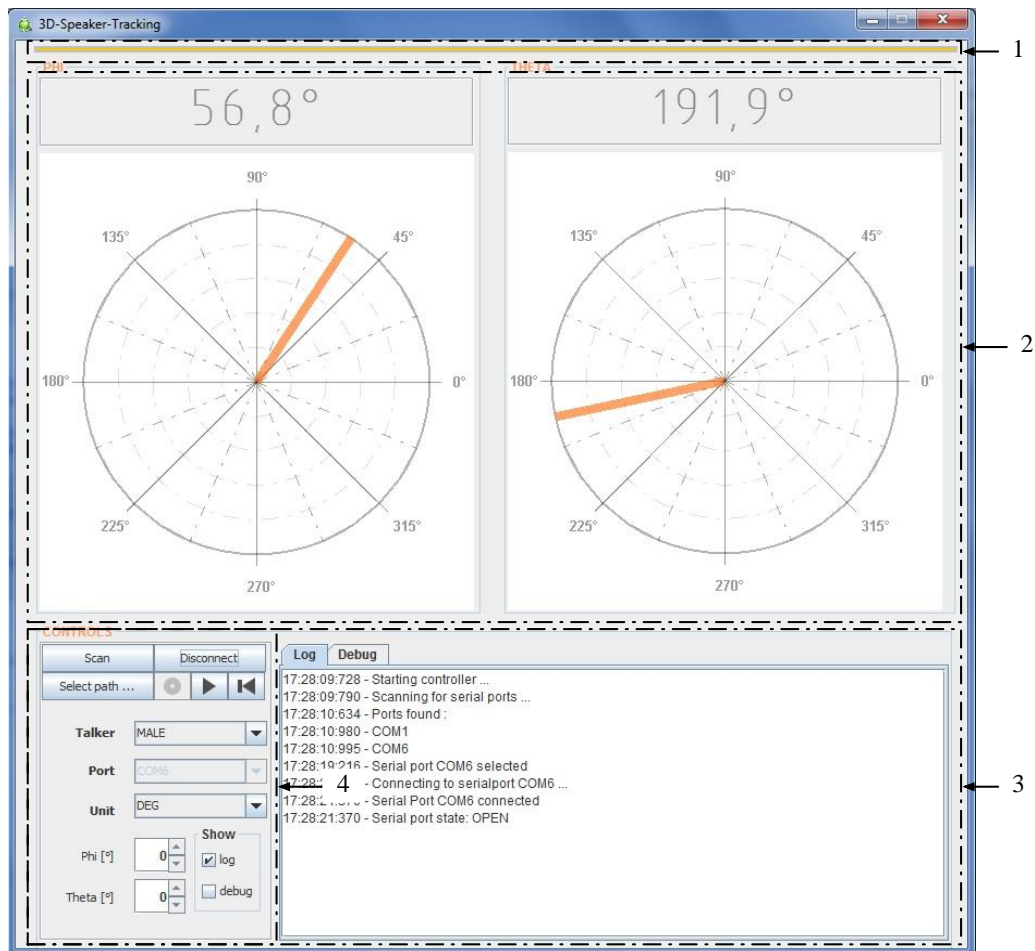 3D-Speaker-Tracking
1
PHI
THETA
56,8°
191,9°
90°
135°
45°
180°
0°
225°
315°
270°
90°
135°
45°
180°
0°
225°
315°
270°
2
CONTROLS
Scan
Disconnect
Select path ...
Talker
MALE
Port
COM6
Unit
DEG
Phi [°]
0
Theta [°]
0
Show
log
debug
4
Log
Debug
17:28:09:728 - Starting controller ...
17:28:09:790 - Scanning for serial ports ...
17:28:10:634 - Ports found :
17:28:10:980 - COM1
17:28:10:995 - COM6
17:28:19:216 - Serial port COM6 selected
- Connecting to serialport COM6 ...
- Serial Port COM6 connected
17:28:21:370 - Serial port state: OPEN
3